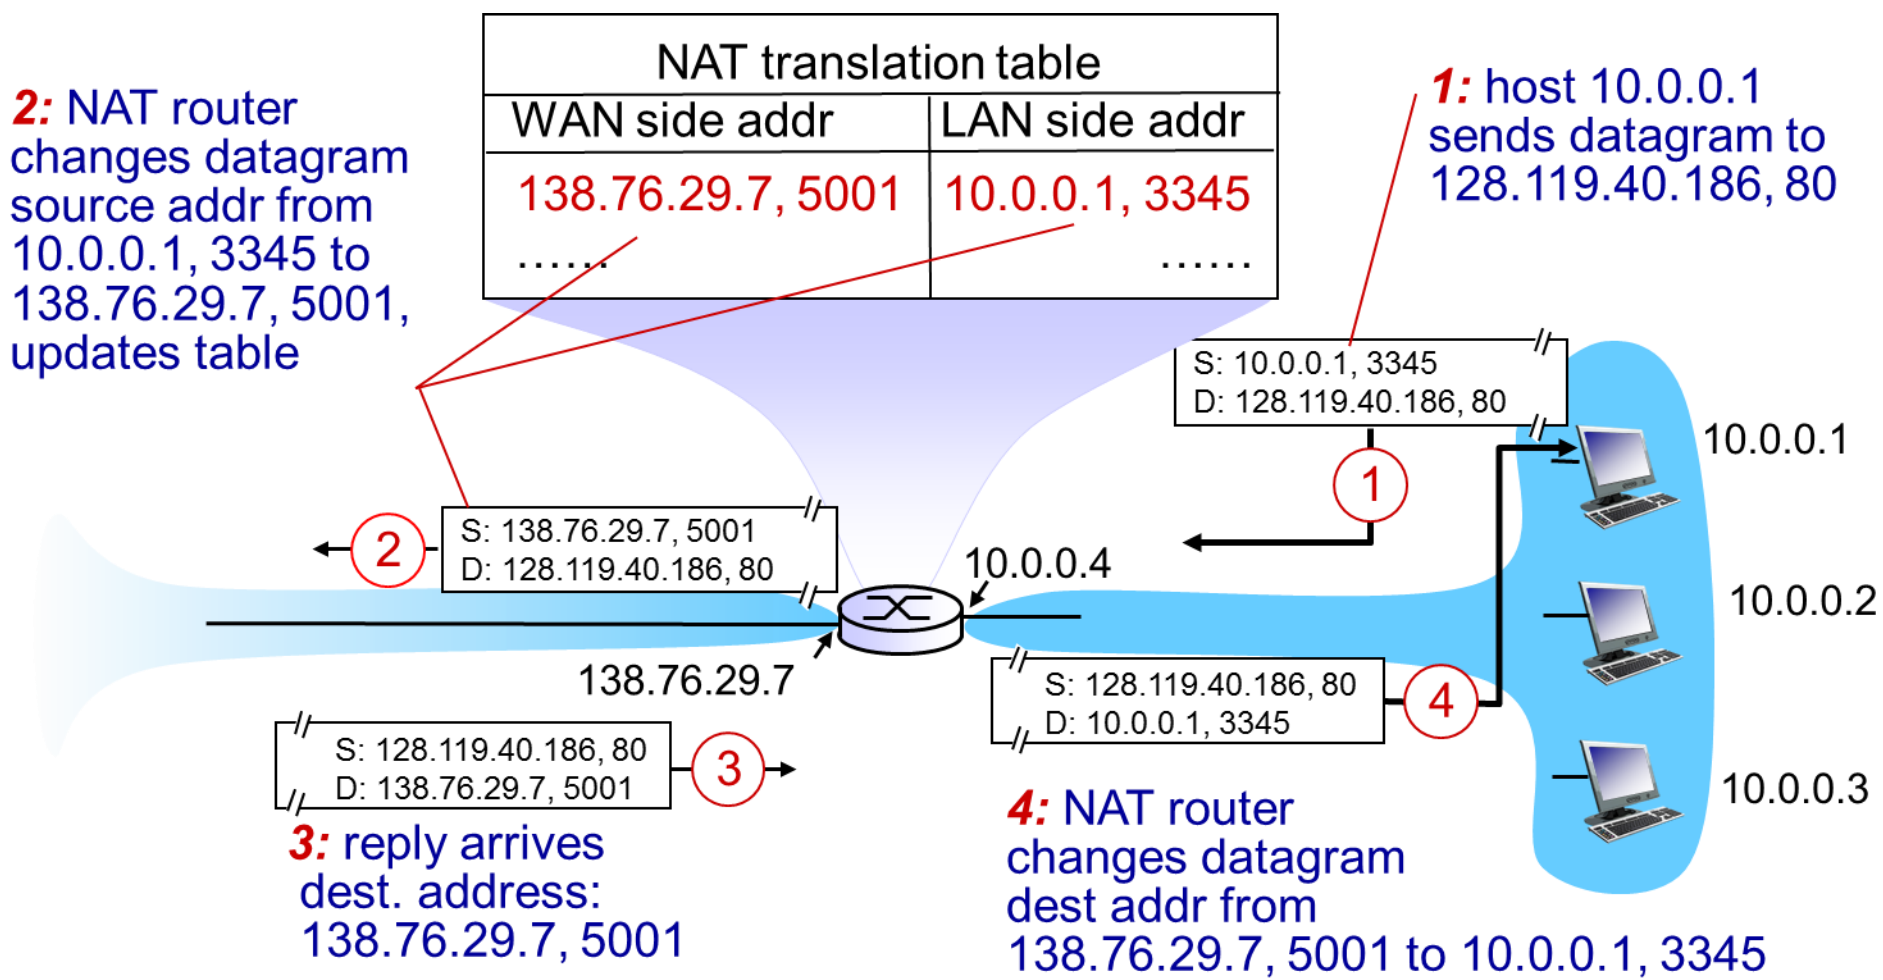 NAT translation table
WAN side addr LAN side addr
138.76.29.7, 5001 10.0.0.1, 3345
...... ......
2: NAT router
changes datagram
source addr from
10.0.0.1, 3345 to
138.76.29.7, 5001,
updates table
1: host 10.0.0.1
sends datagram to
128.119.40.186, 80
S: 10.0.0.1, 3345
D: 128.119.40.186, 80
1
10.0.0.1
S: 138.76.29.7, 5001
D: 128.119.40.186, 80
2
10.0.0.4
10.0.0.2
138.76.29.7
S: 128.119.40.186, 80
D: 10.0.0.1, 3345
4
S: 128.119.40.186, 80
D: 138.76.29.7, 5001
3
10.0.0.3
3: reply arrives
dest. address:
138.76.29.7, 5001
4: NAT router
changes datagram
dest addr from
138.76.29.7, 5001 to 10.0.0.1, 3345